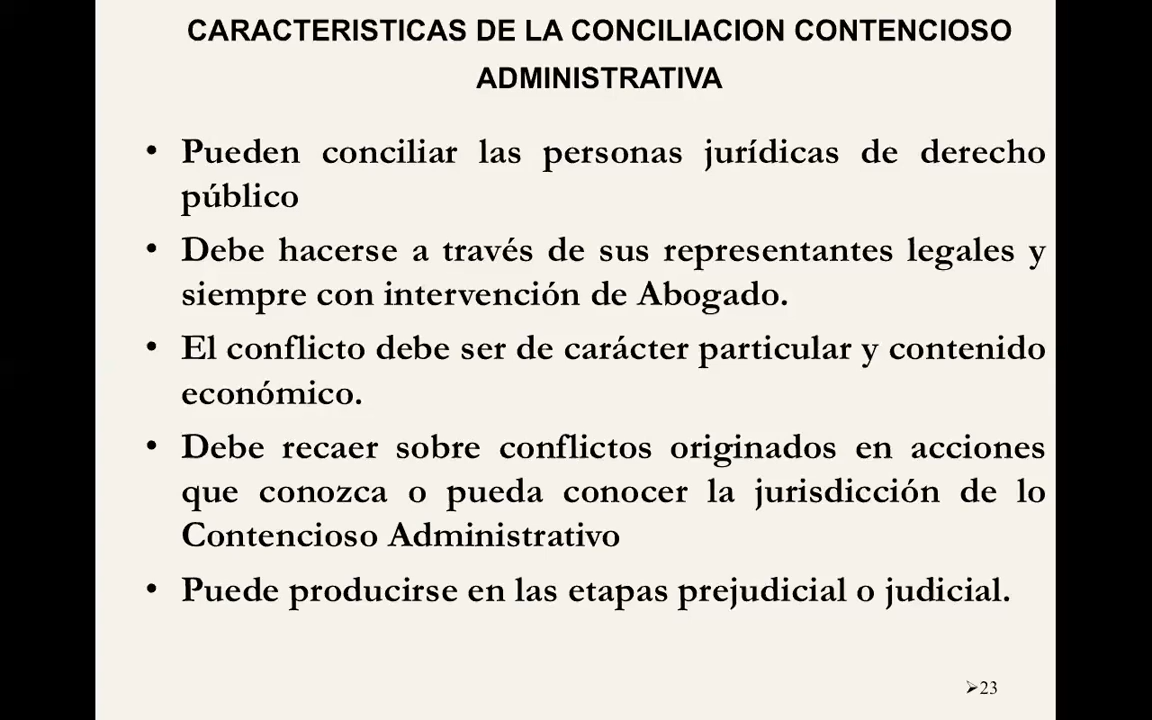 CARACTERISTICAS DE LA CONCILIACION CONTENCIOSO
ADMINISTRATIVA
• Pueden conciliar las personas jurídicas de derecho
público
• Debe hacerse a través de sus representantes legales y
siempre con intervención de Abogado.
• El conflicto debe ser de carácter particular y contenido
económico.
• Debe recaer sobre conflictos originados en acciones
que conozca o pueda conocer la jurisdicción de lo
Contencioso Administrativo
• Puede producirse en las etapas prejudicial o judicial.
➢23